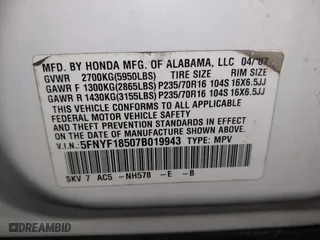 MFD. BY HONDA MFG. OF ALABAMA, LLC 04/07
GVWR 2700KG(5950LBS) TIRE SIZE RIM SIZE
GAWR F 1300KG(2865LBS) P235/70R16 104S 16X6.5JJ
GAWR R 1430KG(3155LBS) P235/70R16 104S 16X6.5JJ
THIS VEHICLE CONFORMS TO ALL APPLICABLE
FEDERAL MOTOR VEHICLE SAFETY STANDARDS IN
EFFECT ON THE DATE OF MANUFACTURE SHOWN ABOVE.
V.I.N.: 5FNYF18507B019943 TYPE: MPV
SKV 7 AC5 -NH578 -E -B
DREAMBID